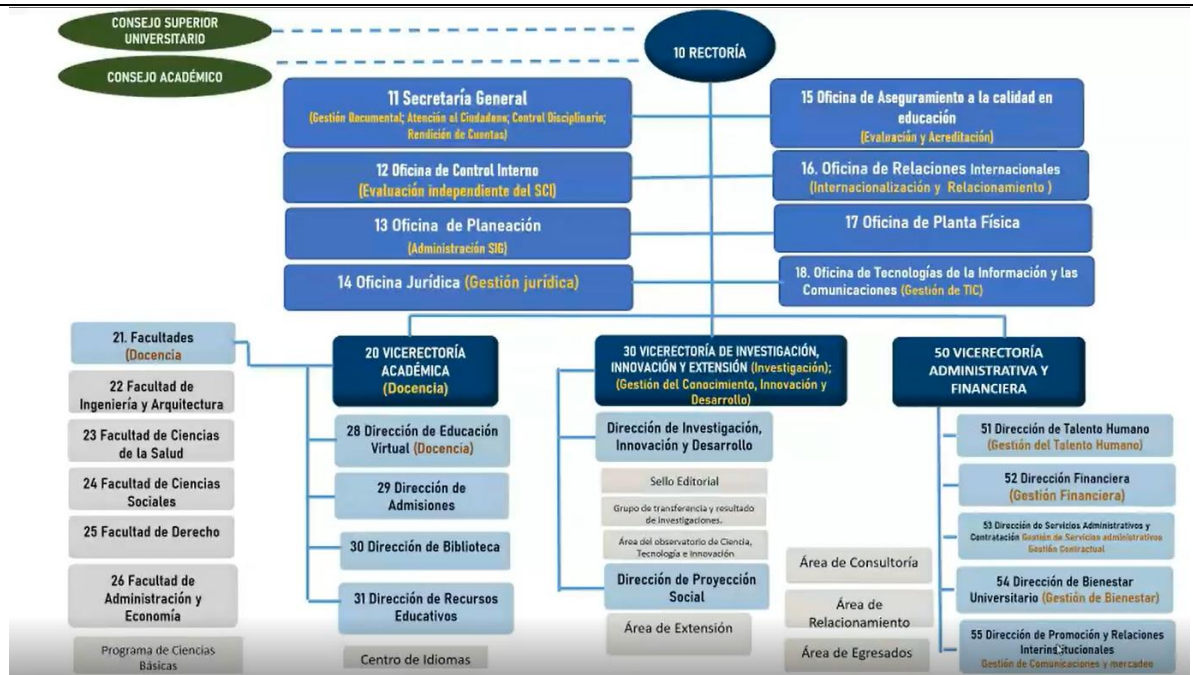 CONSEJO SUPERIOR
UNIVERSITARIO
CONSEJO ACADÉMICO
10 RECTORÍA
11 Secretaría General
(Gestión Documental; Atención al Ciudadano; Control Disciplinario;
Rendición de Cuentas)
12 Oficina de Control Interno
(Evaluación independiente del SCI)
13 Oficina de Planeación
(Administración SIG)
14 Oficina Jurídica (Gestión jurídica)
15 Oficina de Aseguramiento a la calidad en
educación
(Evaluación y Acreditación)
16. Oficina de Relaciones Internacionales
(Internacionalización y Relacionamiento )
17 Oficina de Planta Física
18. Oficina de Tecnologías de la Información y las
Comunicaciones (Gestión de TIC)
21. Facultades
(Docencia
22 Facultad de
Ingeniería y Arquitectura
23 Facultad de Ciencias
de la Salud
24 Facultad de Ciencias
Sociales
25 Facultad de Derecho
26 Facultad de
Administración y
Economía
Programa de Ciencias
Básicas
20 VICERECTORÍA
ACADÉMICA
(Docencia)
28 Dirección de Educación
Virtual (Docencia)
29 Dirección de
Admisiones
30 Dirección de Biblioteca
31 Dirección de Recursos
Educativos
Centro de Idiomas
30 VICERECTORÍA DE INVESTIGACIÓN,
INNOVACIÓN Y EXTENSIÓN (Investigación);
(Gestión del Conocimiento, Innovación y
Desarrollo)
Dirección de Investigación,
Innovación y Desarrollo
Sello Editorial
Grupo de transferencia y resultado
de Investigaciones.
Área del observatorio de Ciencia,
Tecnología e Innovación
Dirección de Proyección
Social
Área de Extensión
Área de Consultoría
Área de
Relacionamiento
Área de Egresados
50 VICERECTORÍA
ADMINISTRATIVA Y
FINANCIERA
51 Dirección de Talento Humano
(Gestión del Talento Humano)
52 Dirección Financiera
(Gestión Financiera)
53 Dirección de Servicios Administrativos y
Contratación Gestión de Servicios administrativos
Gestión Contractual
54 Dirección de Bienestar
Universitario (Gestión de Bienestar)
55 Dirección de Promoción y Relaciones
Interinstitucionales
Gestión de Comunicaciones y mercadeo